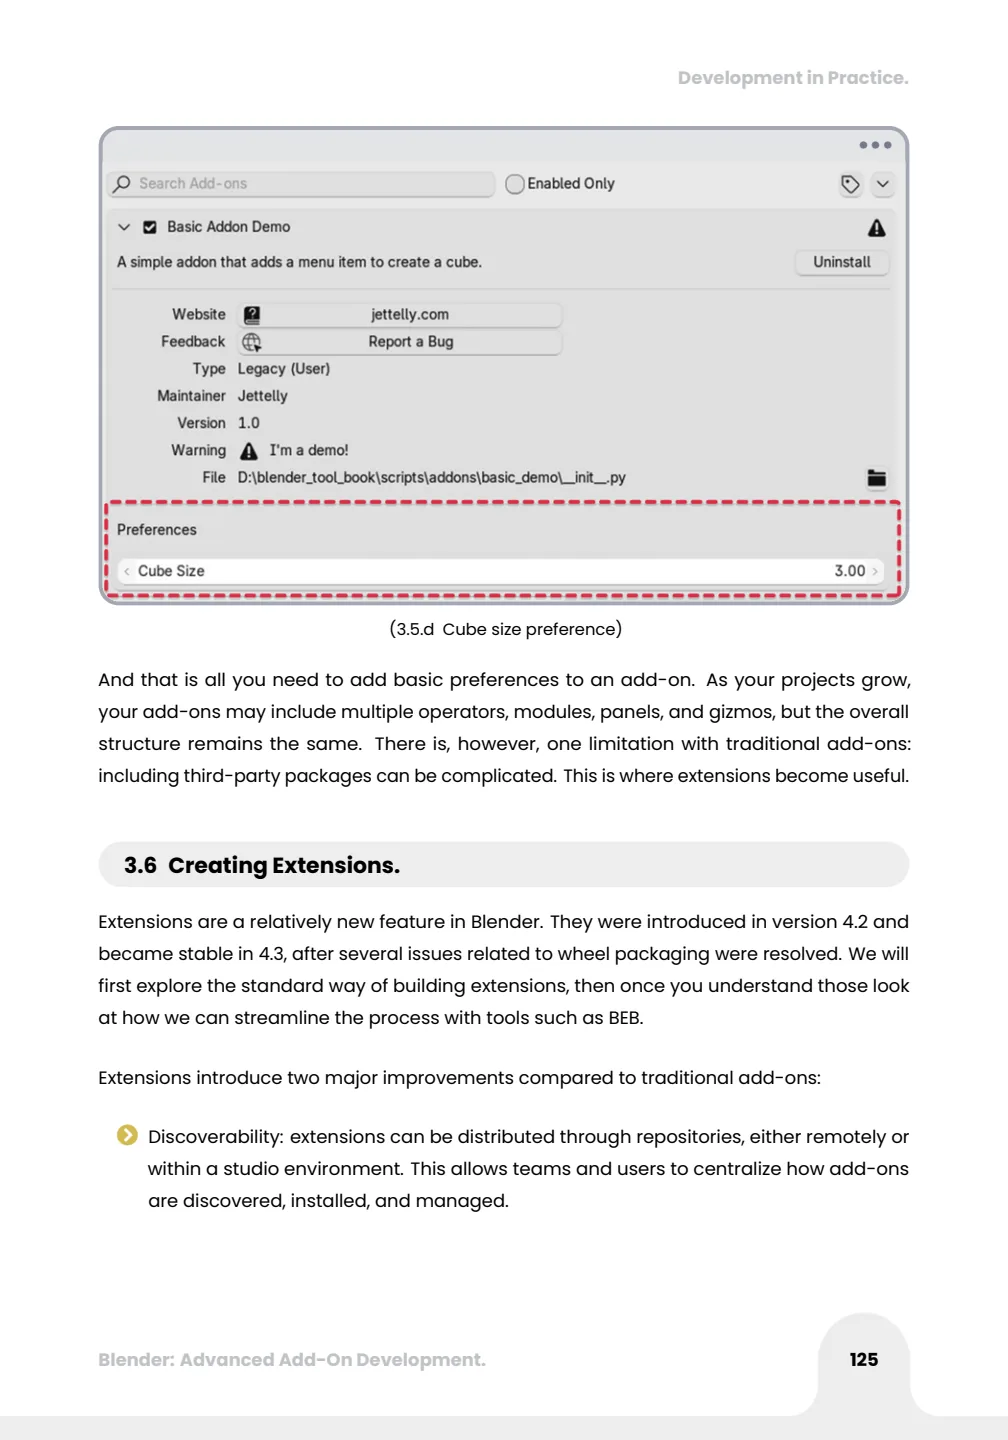 Development in Practice.
Search Add-ons
Enabled Only
Basic Addon Demo
A simple addon that adds a menu item to create a cube.
Uninstall
Website jettelly.com
Feedback Report a Bug
Type Legacy (User)
Maintainer Jettelly
Version 1.0
Warning I'm a demo!
File D:\blender_tool_book\scripts\addons\basic_demo\__init__.py
Preferences
Cube Size 3.00
(3.5.d Cube size preference)
And that is all you need to add basic preferences to an add-on. As your projects grow,
your add-ons may include multiple operators, modules, panels, and gizmos, but the overall
structure remains the same. There is, however, one limitation with traditional add-ons:
including third-party packages can be complicated. This is where extensions become useful.
3.6 Creating Extensions.
Extensions are a relatively new feature in Blender. They were introduced in version 4.2 and
became stable in 4.3, after several issues related to wheel packaging were resolved. We will
first explore the standard way of building extensions, then once you understand those look
at how we can streamline the process with tools such as BEB.
Extensions introduce two major improvements compared to traditional add-ons:
Discoverability: extensions can be distributed through repositories, either remotely or
within a studio environment. This allows teams and users to centralize how add-ons
are discovered, installed, and managed.
Blender: Advanced Add-On Development.
125